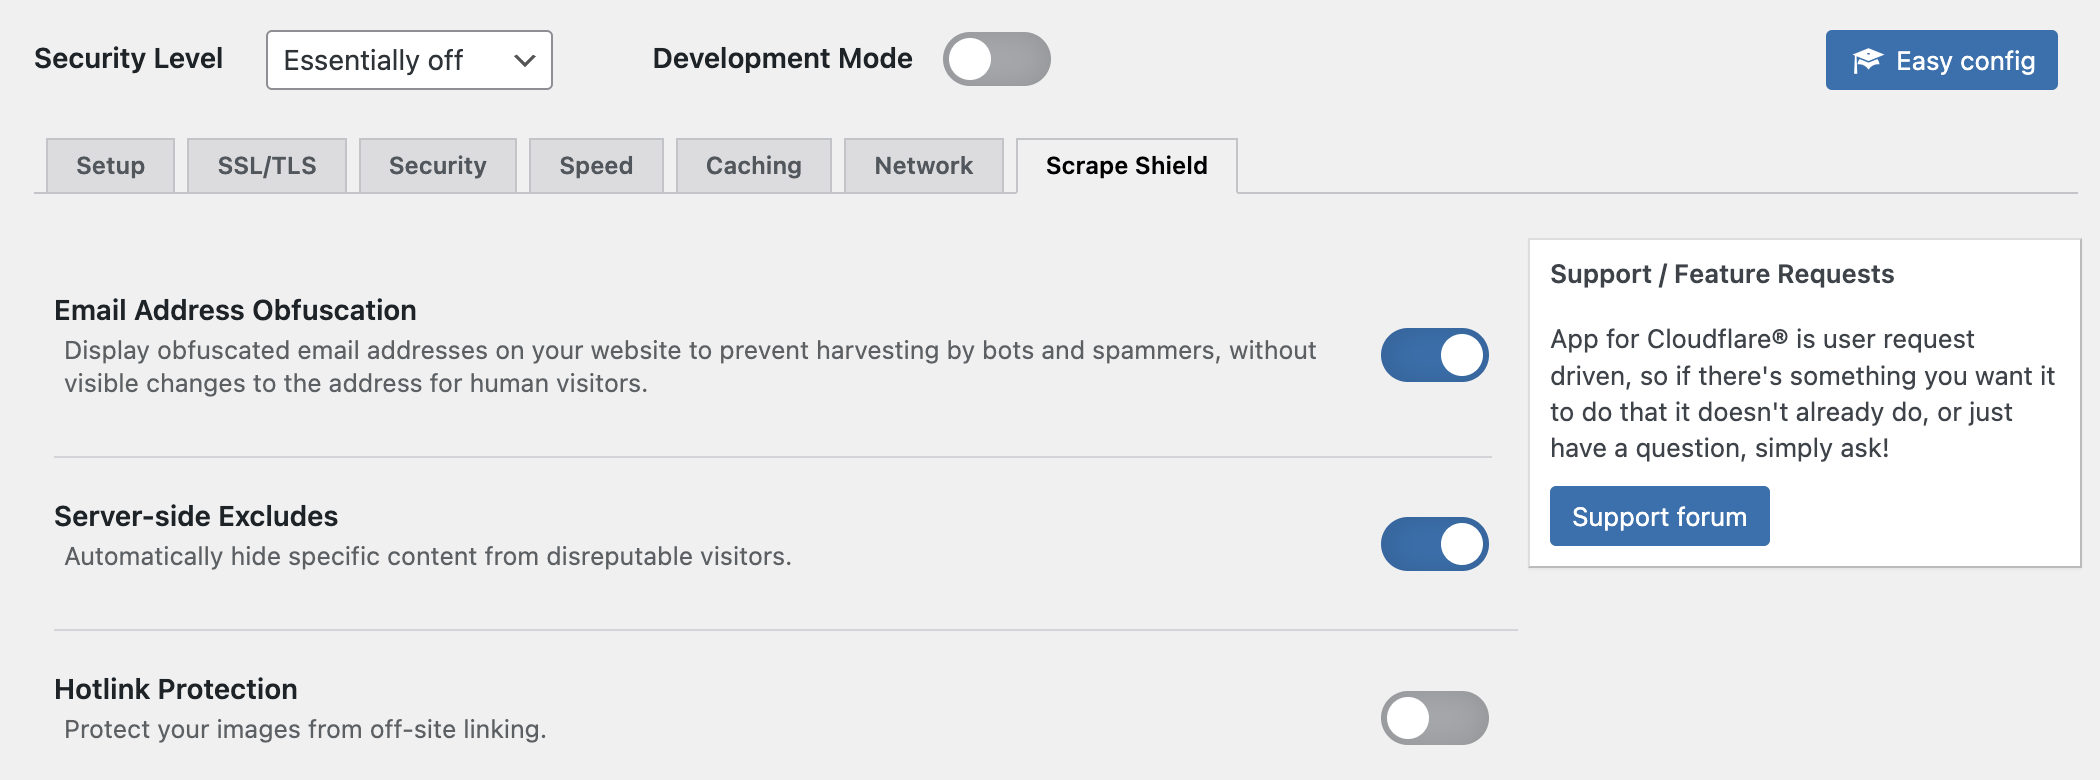 Security Level
Essentially off
Development Mode
Easy config
Setup
SSL/TLS
Security
Speed
Caching
Network
Scrape Shield
Email Address Obfuscation
Display obfuscated email addresses on your website to prevent harvesting by bots and spammers, without
visible changes to the address for human visitors.
Server-side Excludes
Automatically hide specific content from disreputable visitors.
Hotlink Protection
Protect your images from off-site linking.
Support / Feature Requests
App for Cloudflare® is user request
driven, so if there's something you want it
to do that it doesn't already do, or just
have a question, simply ask!
Support forum